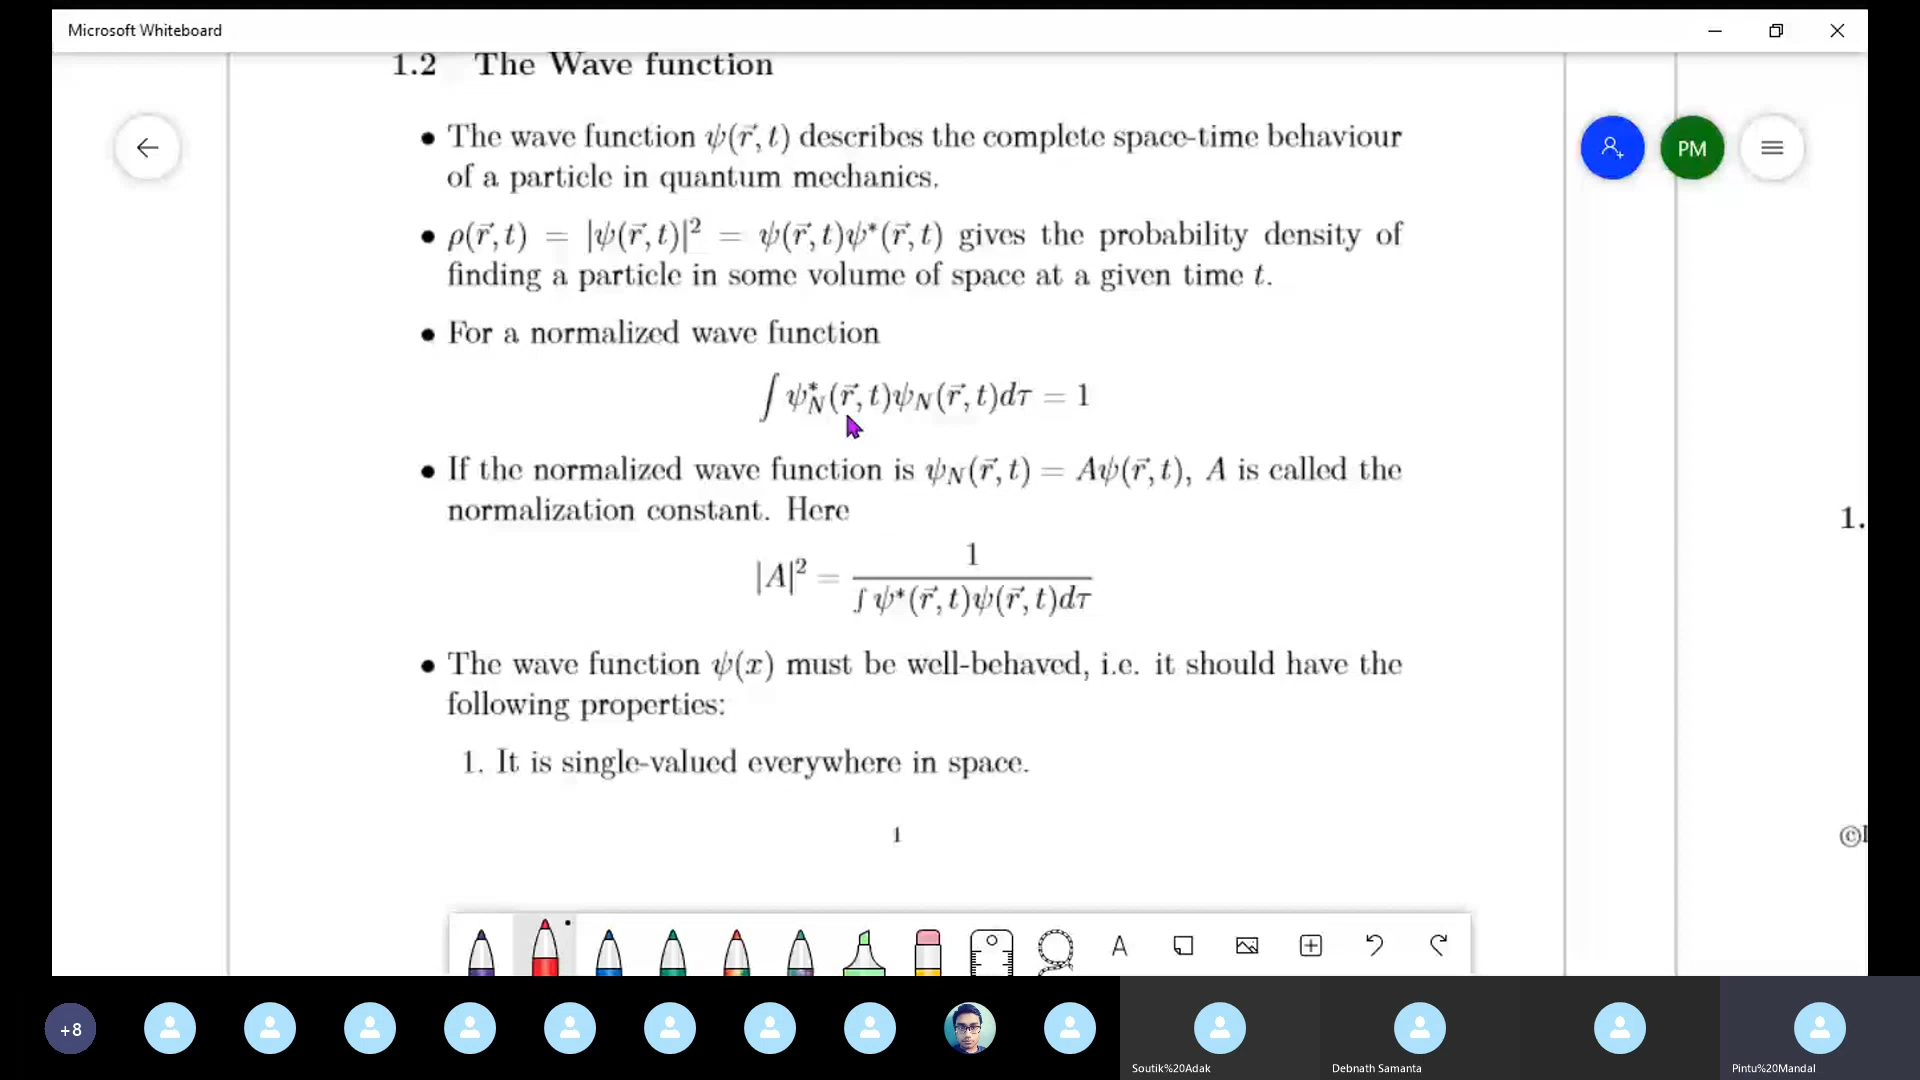 Microsoft Whiteboard
1.2 The Wave function
• The wave function ψ(r⃗, t) describes the complete space-time behaviour
of a particle in quantum mechanics.
• ρ(r⃗, t) = |ψ(r⃗, t)|² = ψ(r⃗, t)ψ*(r⃗, t) gives the probability density of
finding a particle in some volume of space at a given time t.
• For a normalized wave function
∫ ψ*_N(r⃗, t)ψ_N(r⃗, t)dτ = 1
• If the normalized wave function is ψ_N(r⃗, t) = Aψ(r⃗, t), A is called the
normalization constant. Here
|A|² = 1 / ∫ ψ*(r⃗, t)ψ(r⃗, t)dτ
• The wave function ψ(x) must be well-behaved, i.e. it should have the
following properties:
1. It is single-valued everywhere in space.
1
PM
1.
©
A
+8
Soutik%20Adak
Debnath Samanta
Pintu%20Mandal